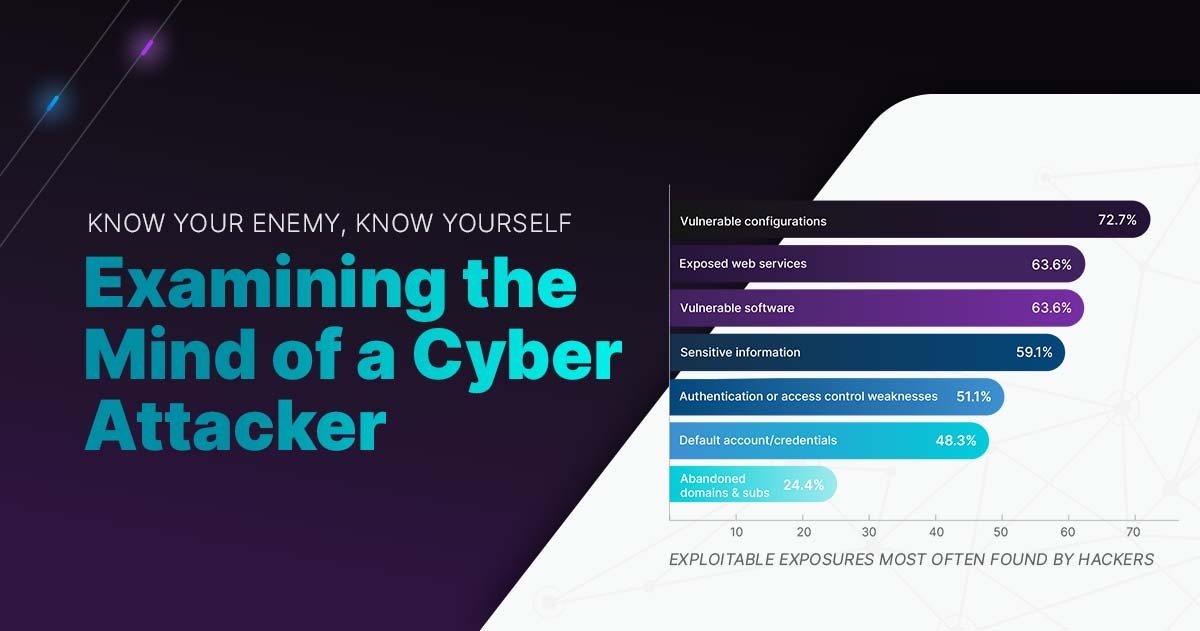 KNOW YOUR ENEMY, KNOW YOURSELF
Examining the
Mind of a Cyber
Attacker
Vulnerable configurations 72.7%
Exposed web services 63.6%
Vulnerable software 63.6%
Sensitive information 59.1%
Authentication or access control weaknesses 51.1%
Default account/credentials 48.3%
Abandoned
domains & subs 24.4%
10 20 30 40 50 60 70
EXPLOITABLE EXPOSURES MOST OFTEN FOUND BY HACKERS